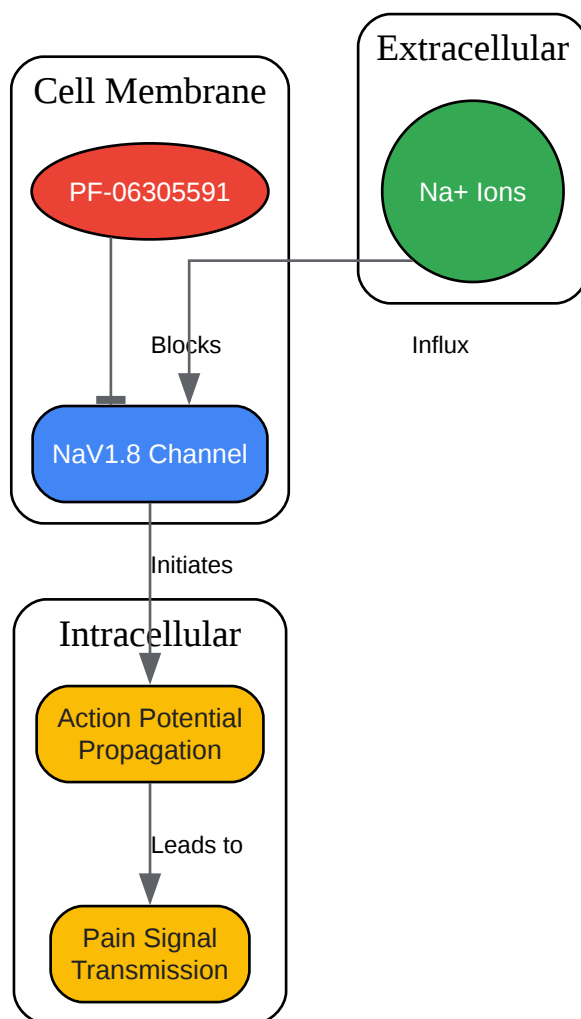 Extracellular
Cell Membrane
PF-06305591
Na+ Ions
Blocks
Influx
NaV1.8 Channel
Initiates
Intracellular
Action Potential
Propagation
Leads to
Pain Signal
Transmission